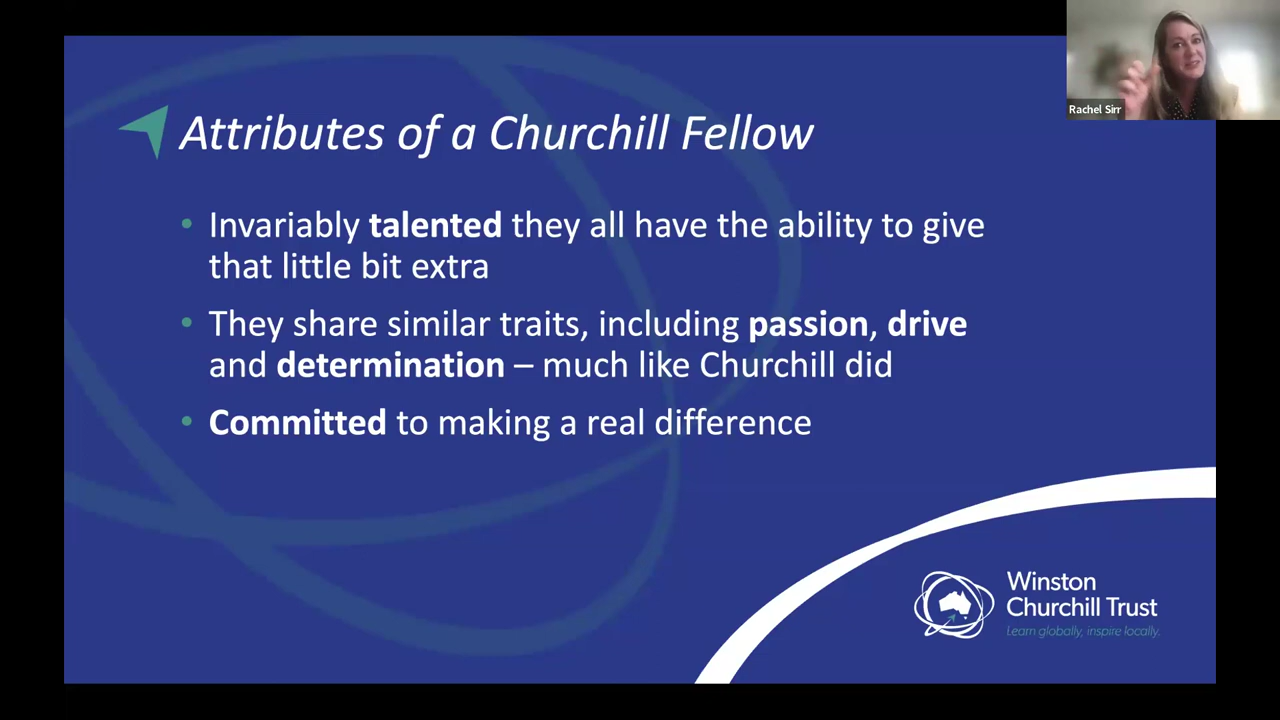 Rachel Sirr
Attributes of a Churchill Fellow
• Invariably talented they all have the ability to give
that little bit extra
• They share similar traits, including passion, drive
and determination – much like Churchill did
• Committed to making a real difference
Winston
Churchill Trust
Learn globally, inspire locally.